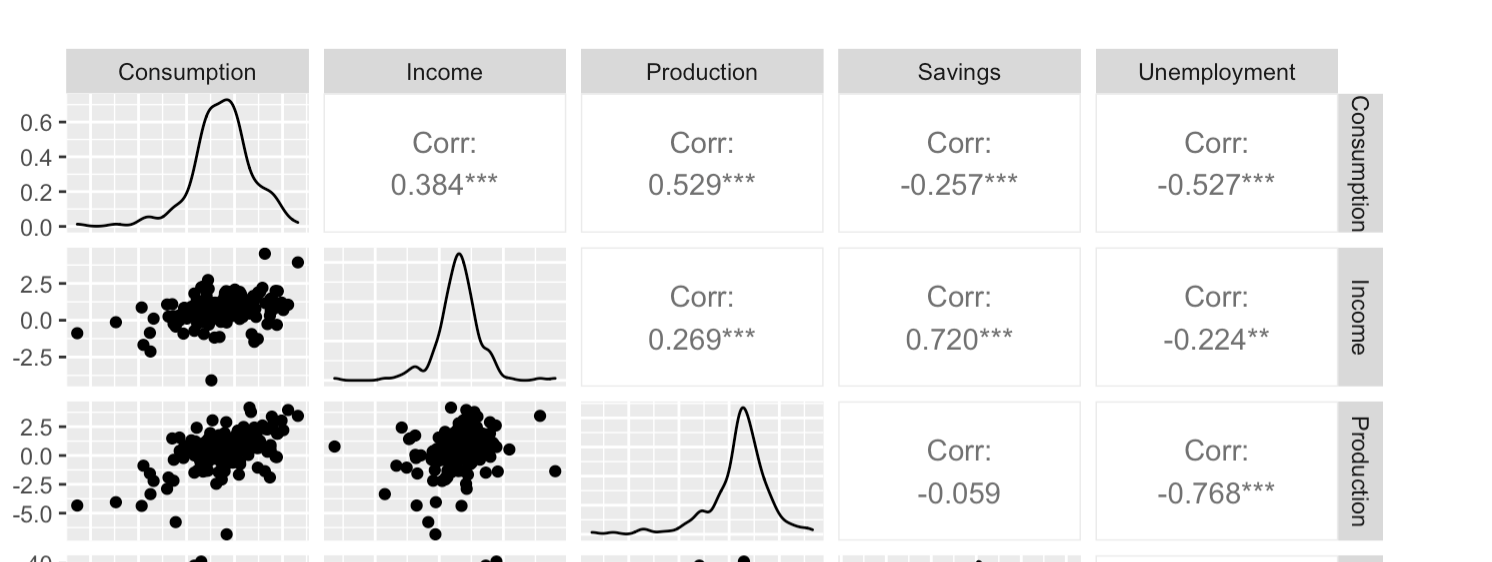 Consumption Income Production Savings Unemployment
0.6
0.4
0.2
0.0
Corr:
0.384***
Corr:
0.529***
Corr:
-0.257***
Corr:
-0.527***
Consumption
2.5
0.0
-2.5
Corr:
0.269***
Corr:
0.720***
Corr:
-0.224**
Income
2.5
0.0
-2.5
-5.0
Corr:
-0.059
Corr:
-0.768***
Production